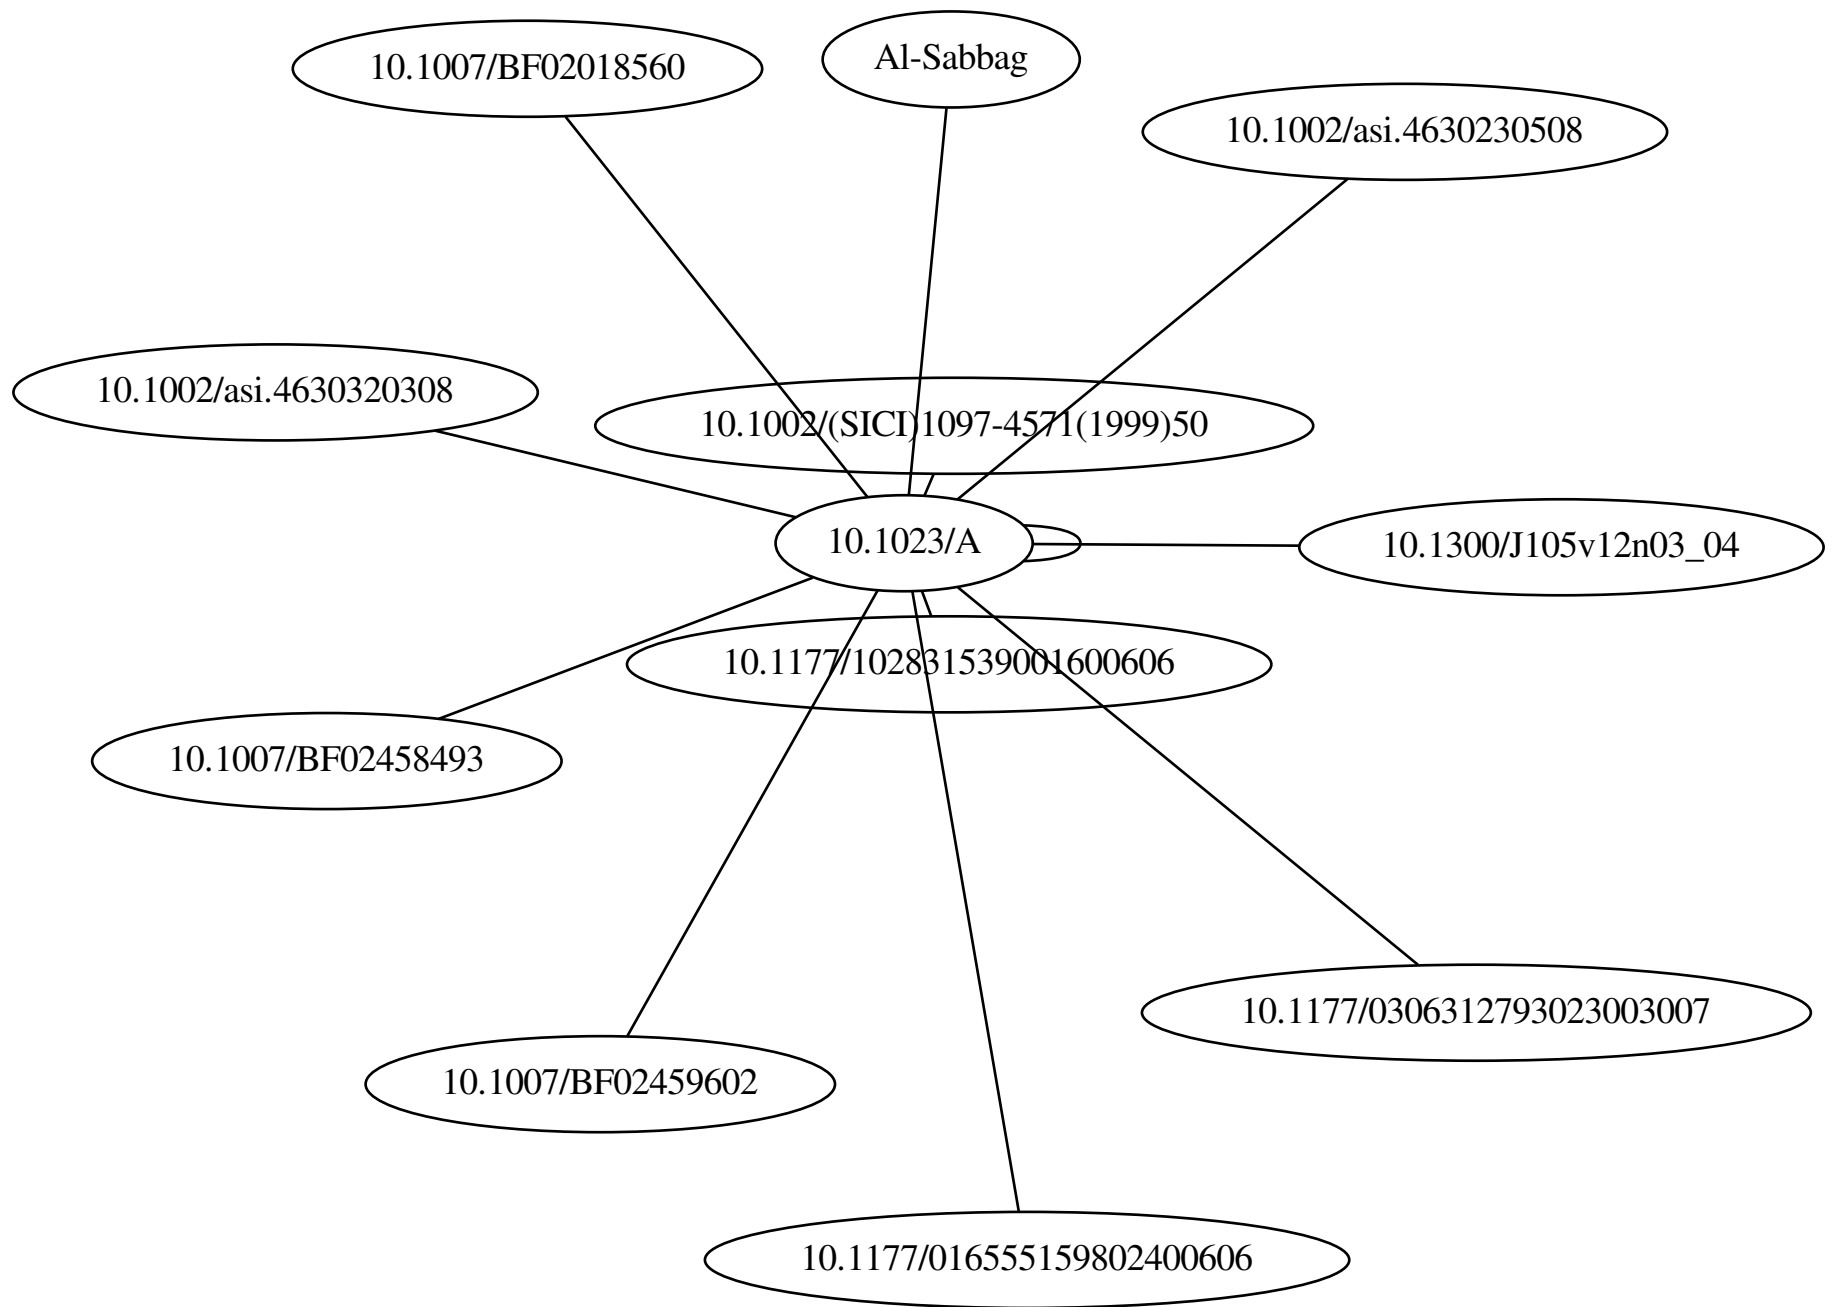 10.1007/BF02018560
Al-Sabbag
10.1002/asi.4630230508
10.1002/asi.4630320308
10.1002/(SICI)1097-4571(1999)50
10.1023/A
10.1300/J105v12n03_04
10.1177/102831539001600606
10.1007/BF02458493
10.1177/0306312793023003007
10.1007/BF02459602
10.1177/016555159802400606